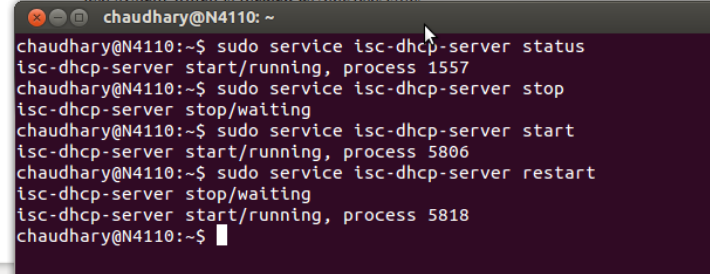 chaudhary@N4110: ~
chaudhary@N4110:~$ sudo service isc-dhcp-server status
isc-dhcp-server start/running, process 1557
chaudhary@N4110:~$ sudo service isc-dhcp-server stop
isc-dhcp-server stop/waiting
chaudhary@N4110:~$ sudo service isc-dhcp-server start
isc-dhcp-server start/running, process 5806
chaudhary@N4110:~$ sudo service isc-dhcp-server restart
isc-dhcp-server stop/waiting
isc-dhcp-server start/running, process 5818
chaudhary@N4110:~$